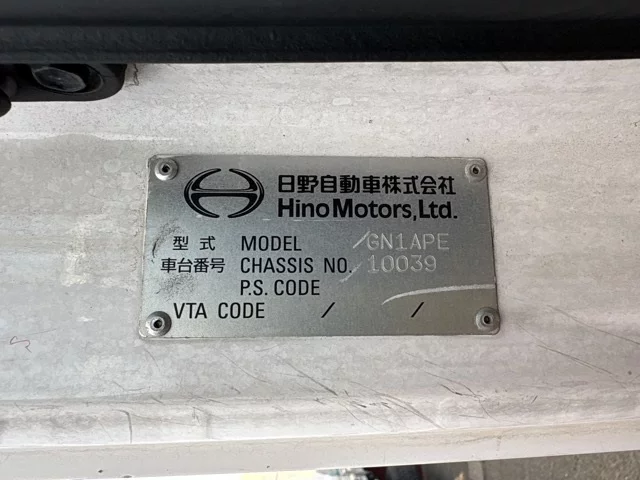 日野自動車株式会社
Hino Motors, Ltd.
型式 MODEL GN1APE
車台番号 CHASSIS NO. 10039
P.S. CODE
VTA CODE / /